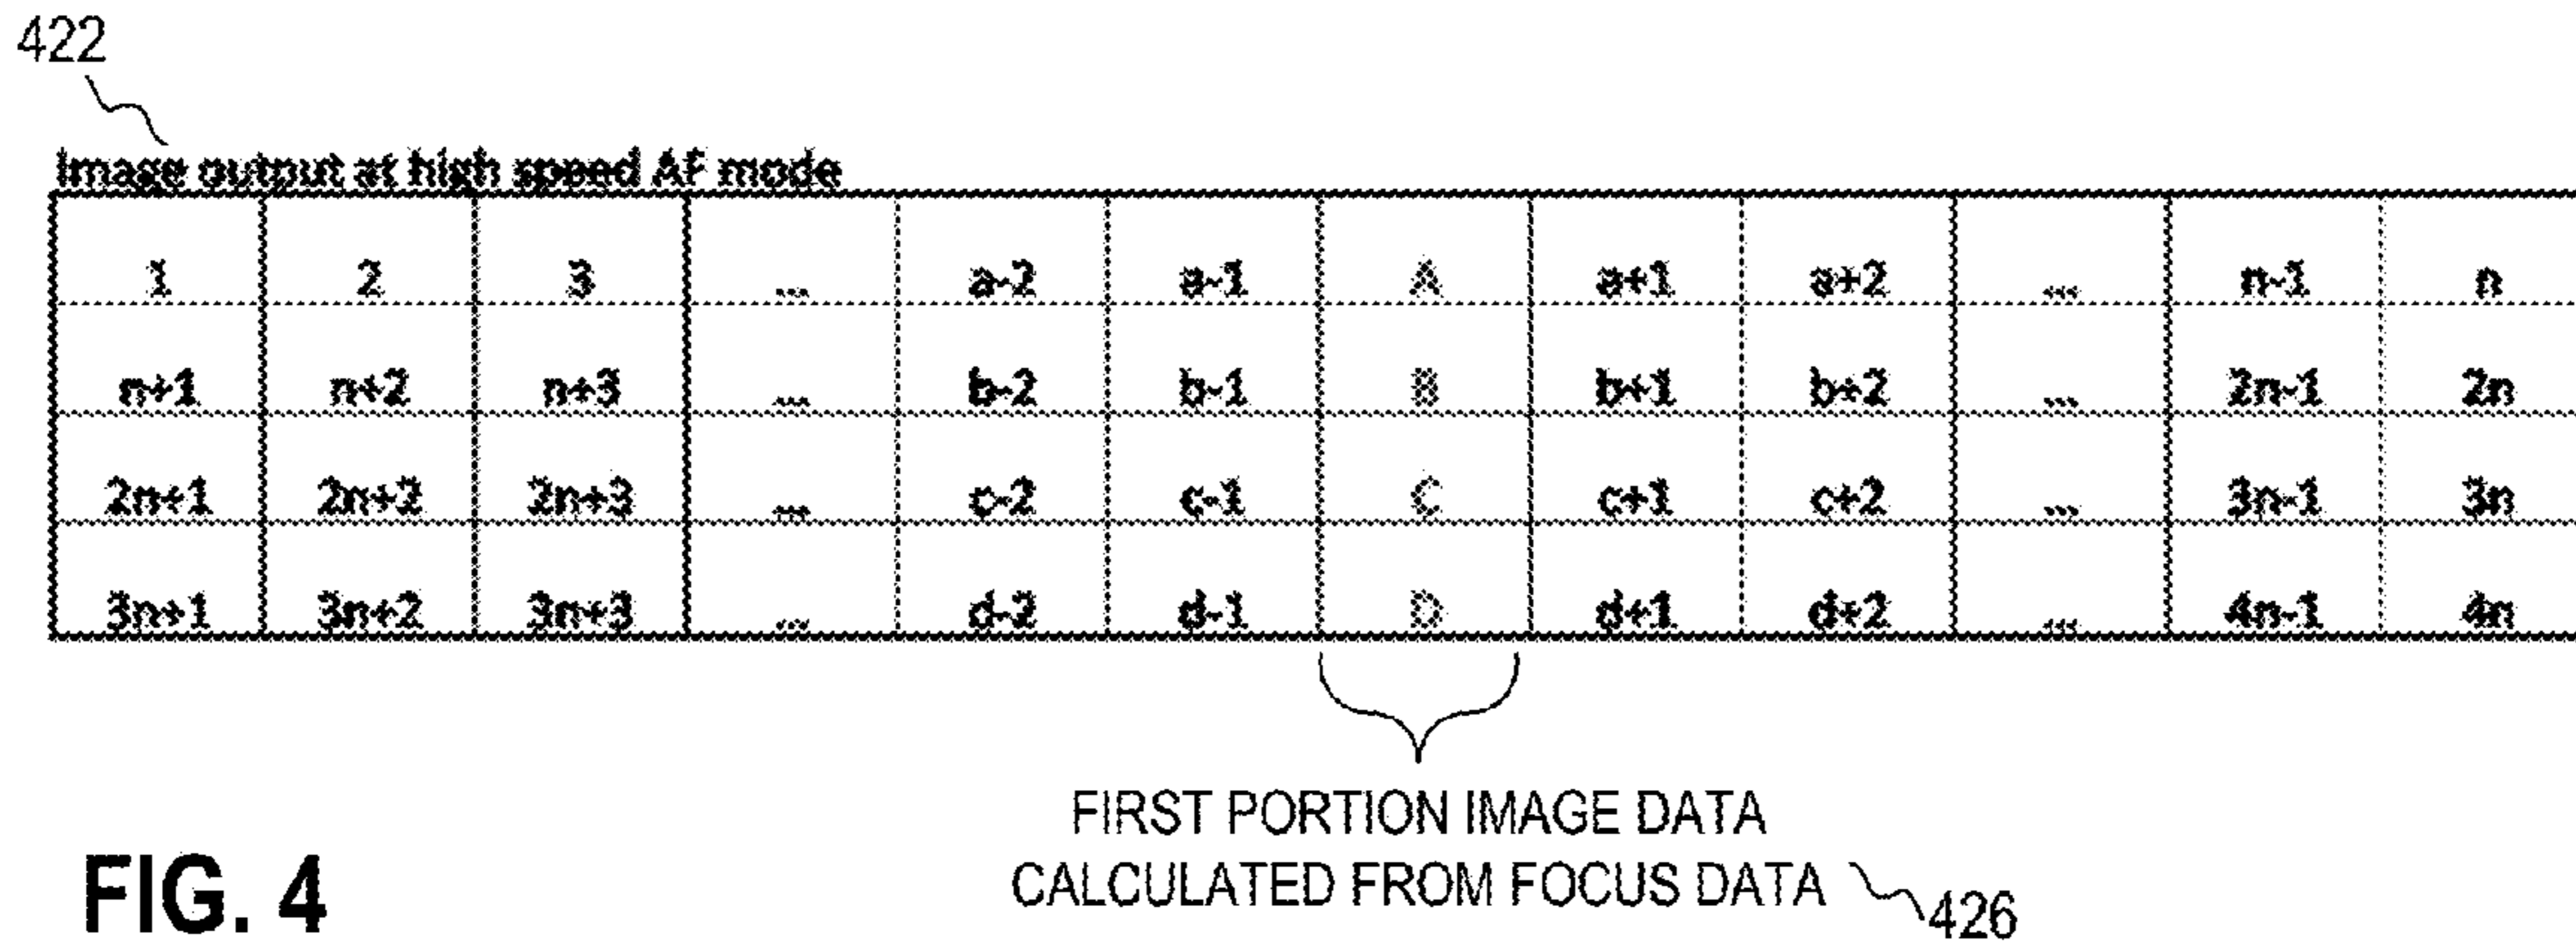 422
Image output at high speed AF mode
1 2 3 ... a-2 a-1 A a+1 a+2 ... n-1 n
n+1 n+2 n+3 ... b-2 b-1 B b+1 b+2 ... 2n-1 2n
2n+1 2n+2 2n+3 ... c-2 c-1 C c+1 c+2 ... 3n-1 3n
3n+1 3n+2 3n+3 ... d-2 d-1 D d+1 d+2 ... 4n-1 4n
FIRST PORTION IMAGE DATA
CALCULATED FROM FOCUS DATA
426
FIG. 4